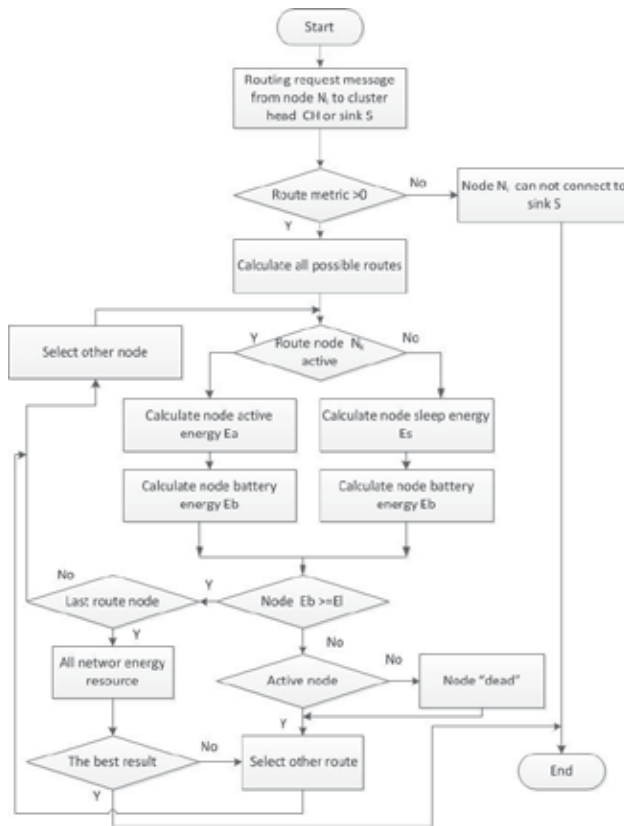 Start
Routing request message
from node Nᵢ to cluster
head CH or sink S
Route metric >0
No
Node Nᵢ can not connect to
sink S
Y
Calculate all possible routes
Select other node
Y
Route node Nₖ
active
No
Calculate node active
energy Ea
Calculate node sleep energy
Es
Calculate node battery
energy Eb
Calculate node battery
energy Eb
No
Last route node
Y
Node Eb >=El
Y
No
All networ energy
resource
Active node
No
Node "dead"
Y
The best result
No
Select other route
Y
End